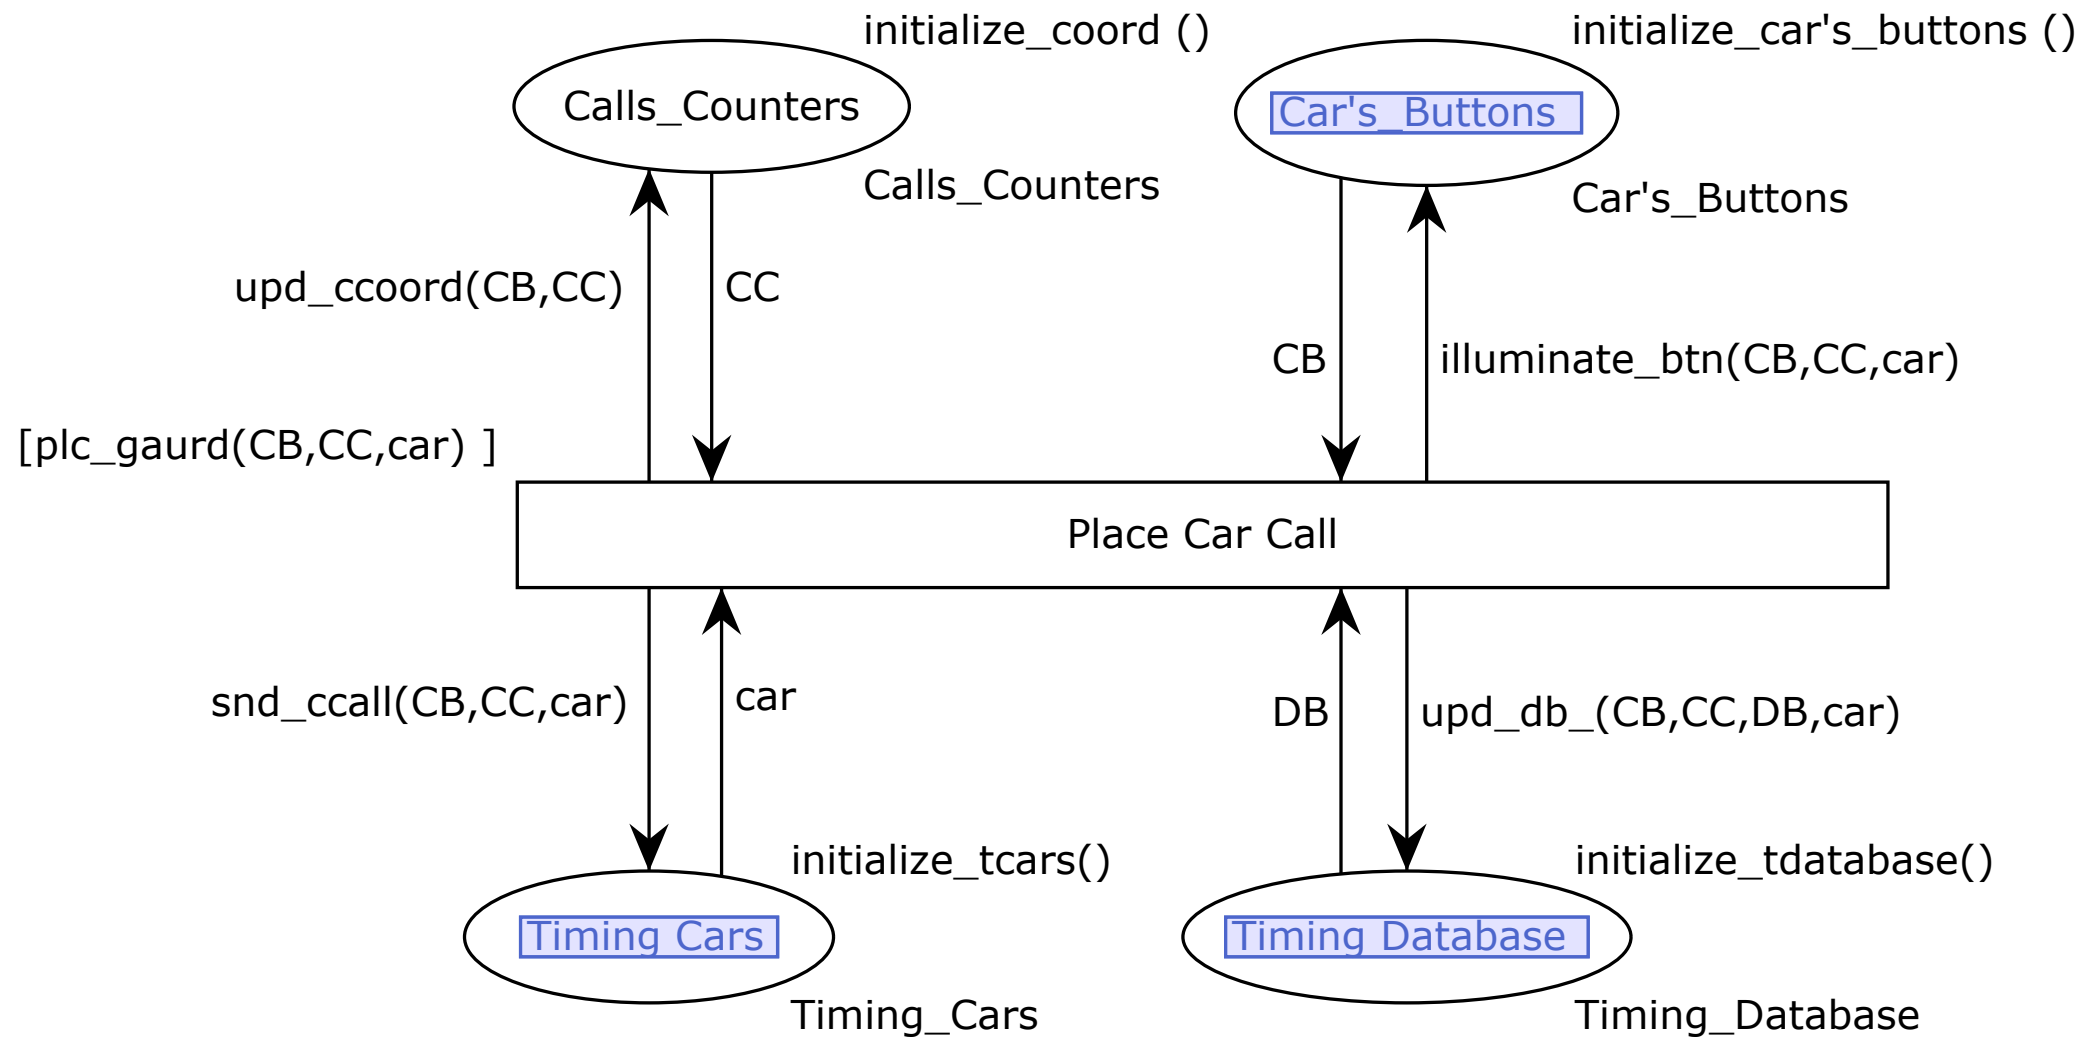 initialize_coord ()
initialize_car's_buttons ()
Calls_Counters
Car's_Buttons
Calls_Counters
Car's_Buttons
upd_ccoord(CB,CC)
CC
CB
illuminate_btn(CB,CC,car)
[plc_gaurd(CB,CC,car) ]
Place Car Call
snd_ccall(CB,CC,car)
car
DB
upd_db_(CB,CC,DB,car)
initialize_tcars()
initialize_tdatabase()
Timing Cars
Timing Database
Timing_Cars
Timing_Database